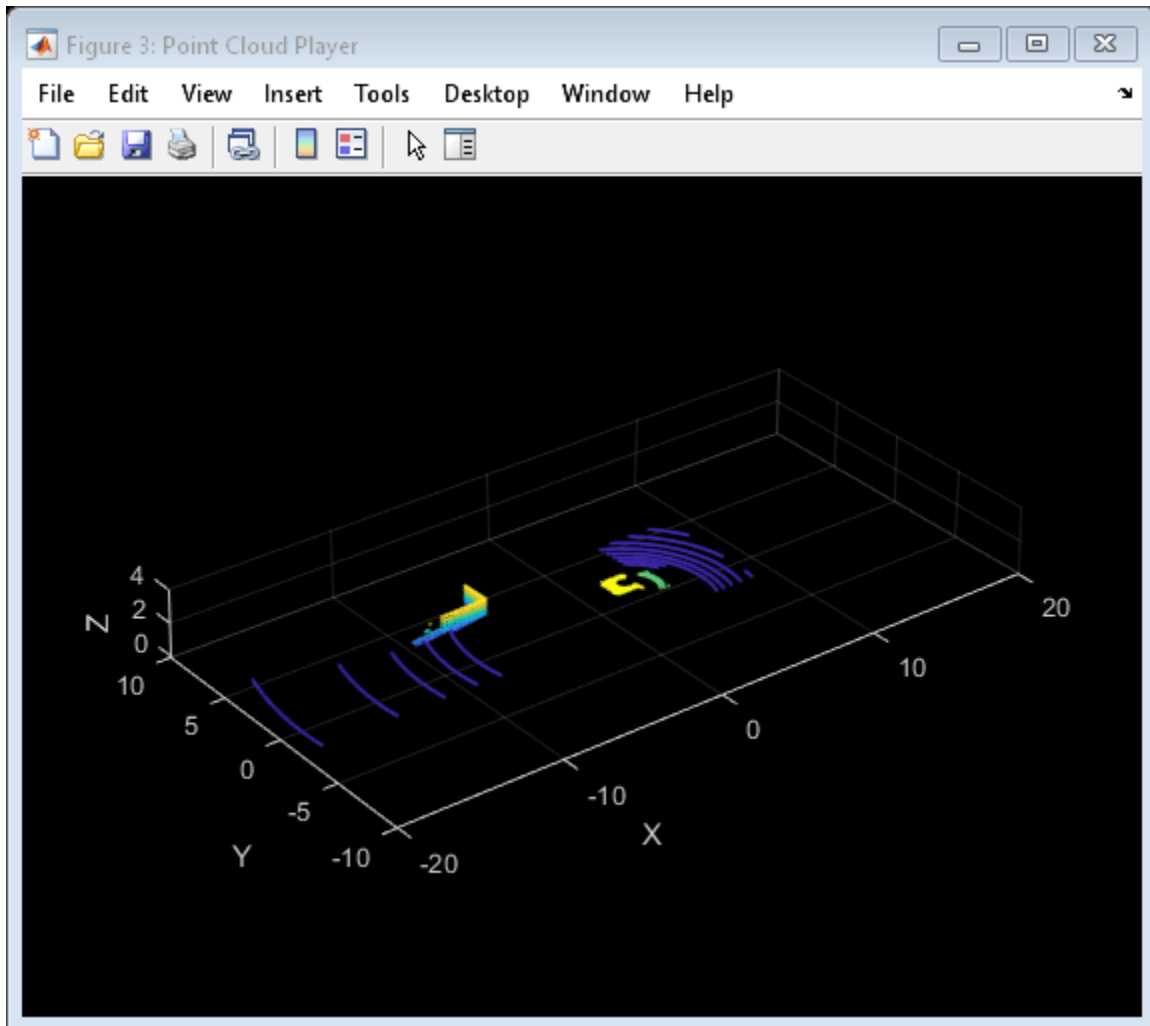 Figure 3: Point Cloud Player
File Edit View Insert Tools Desktop Window Help
4
2
0
Z
10
5
0
-5
-10
Y
-20
-10
0
10
20
X